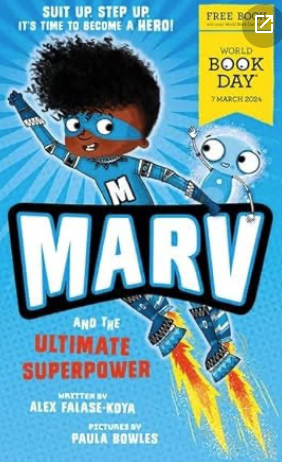 SUIT UP. STEP UP.
IT'S TIME TO BECOME A HERO!
FREE BOOK
WORLD
BOOK
DAY
7 MARCH 2024
M
MARV
AND THE
ULTIMATE
SUPERPOWER
WRITTEN BY
ALEX FALASE-KOYA
PICTURES BY
PAULA BOWLES